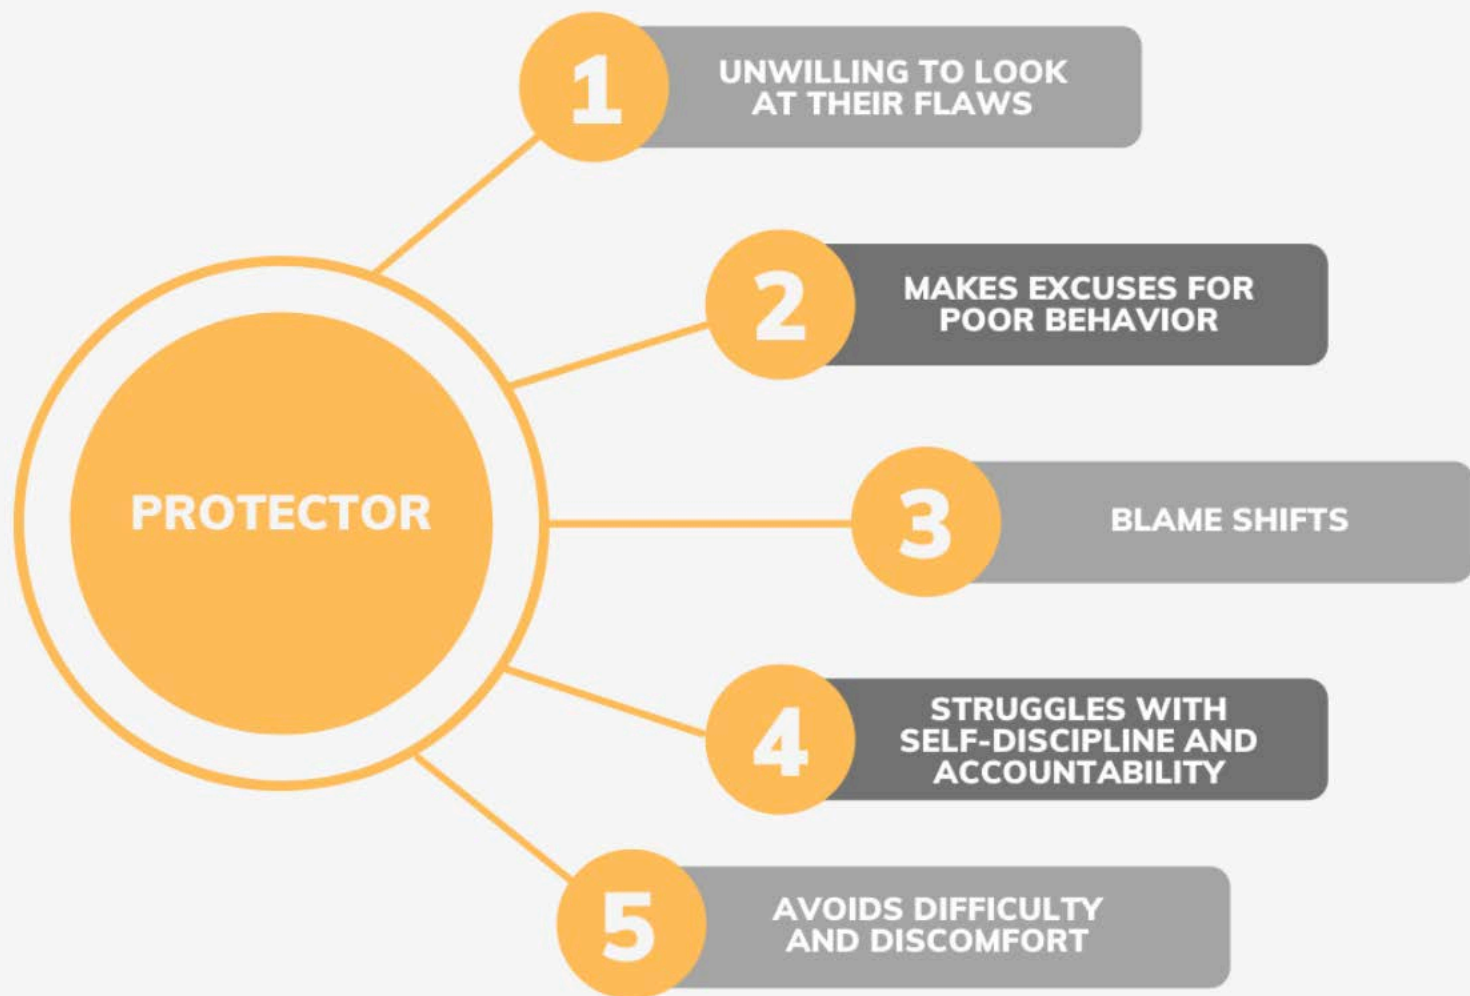 1
UNWILLING TO LOOK
AT THEIR FLAWS
2
MAKES EXCUSES FOR
POOR BEHAVIOR
PROTECTOR
3
BLAME SHIFTS
4
STRUGGLES WITH
SELF-DISCIPLINE AND
ACCOUNTABILITY
5
AVOIDS DIFFICULTY
AND DISCOMFORT